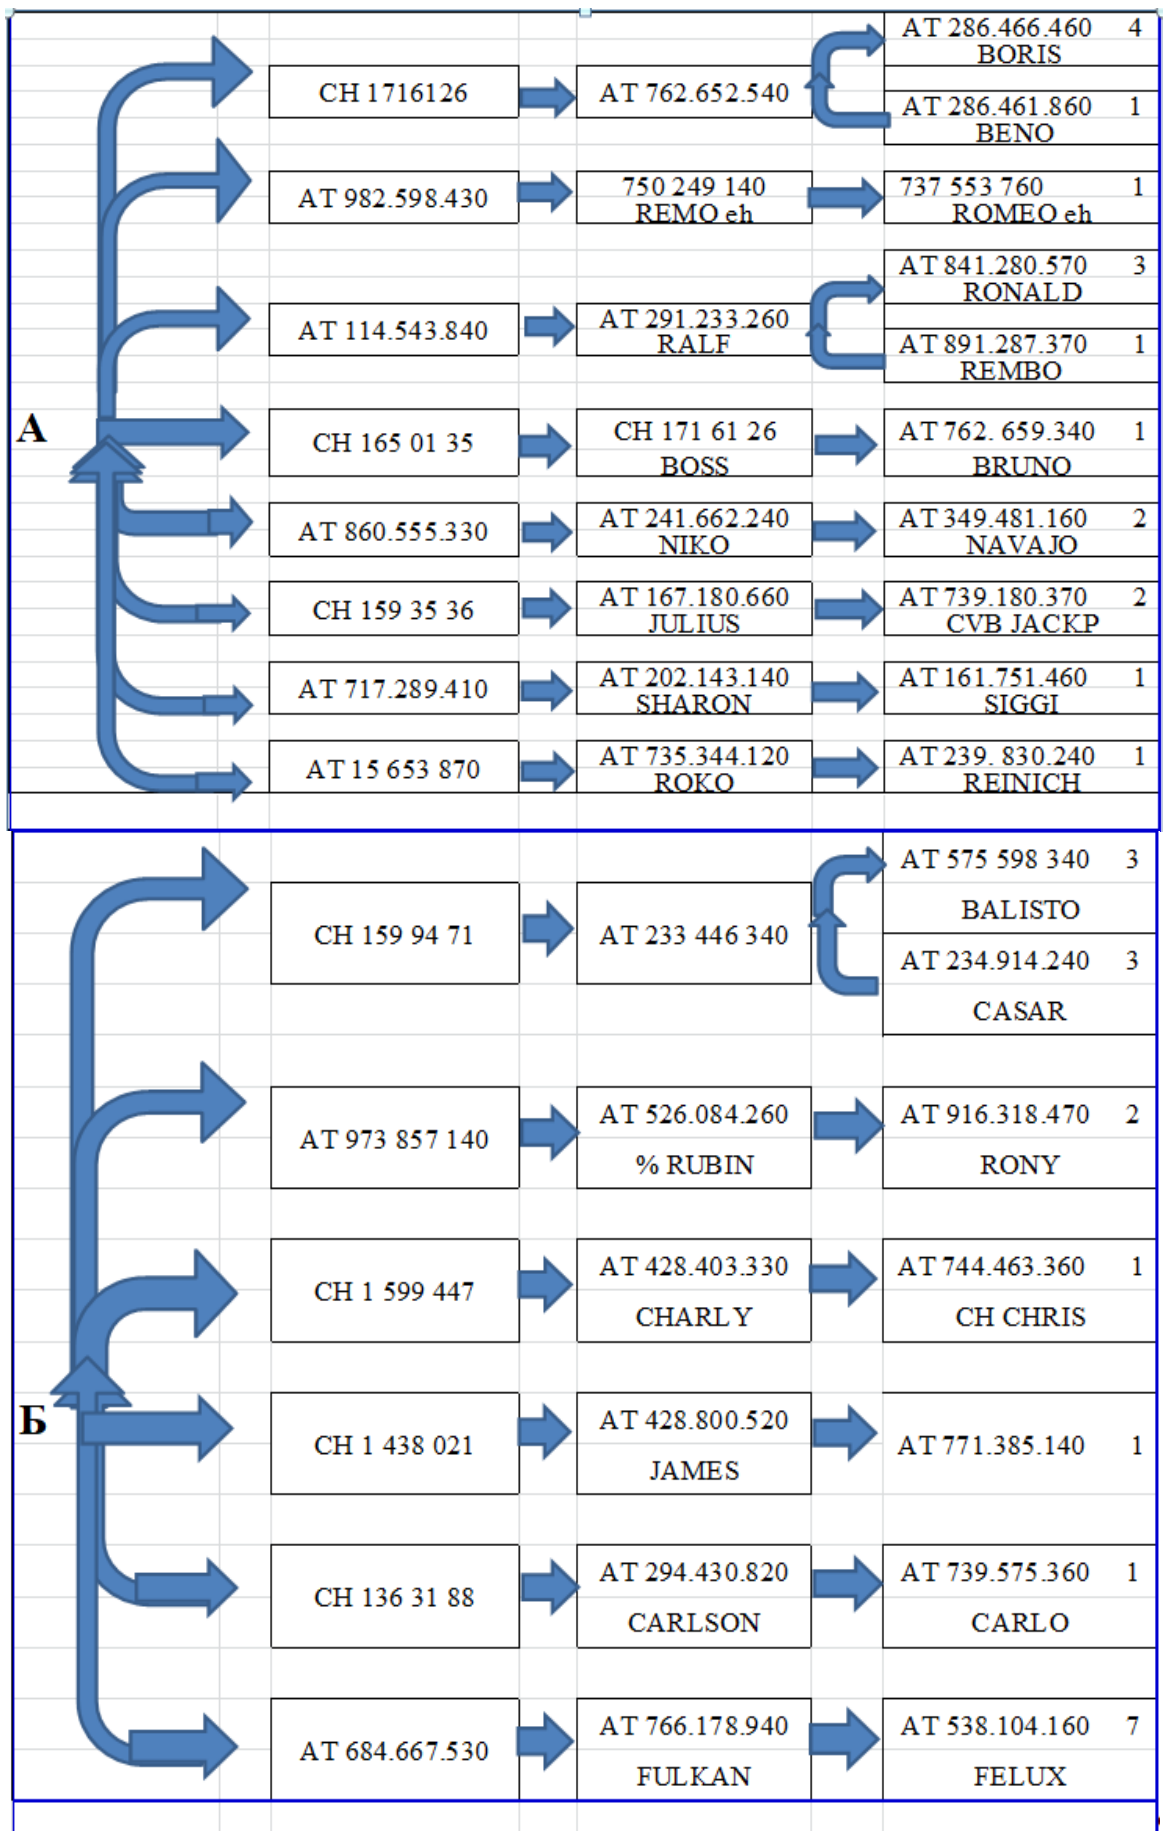 AT 286.466.460 4
BORIS
CH 1716126
AT 762.652.540
AT 286.461.860 1
BENO
AT 982.598.430
750 249 140
REMO eh
737 553 760 1
ROMEO eh
AT 841.280.570 3
RONALD
AT 114.543.840
AT 291.233.260
RALF
AT 891.287.370 1
REMBO
А
CH 165 01 35
CH 171 61 26
BOSS
AT 762. 659.340 1
BRUNO
AT 860.555.330
AT 241.662.240
NIKO
AT 349.481.160 2
NAVAJO
CH 159 35 36
AT 167.180.660
JULIUS
AT 739.180.370 2
CVB JACKP
AT 717.289.410
AT 202.143.140
SHARON
AT 161.751.460 1
SIGGI
AT 15 653 870
AT 735.344.120
ROKO
AT 239. 830.240 1
REINICH
AT 575 598 340 3
BALISTO
CH 159 94 71
AT 233 446 340
AT 234.914.240 3
CASAR
AT 973 857 140
AT 526.084.260
% RUBIN
AT 916.318.470 2
RONY
CH 1 599 447
AT 428.403.330
CHARLY
AT 744.463.360 1
CH CHRIS
Б
CH 1 438 021
AT 428.800.520
JAMES
AT 771.385.140 1
CH 136 31 88
AT 294.430.820
CARLSON
AT 739.575.360 1
CARLO
AT 684.667.530
AT 766.178.940
FULKAN
AT 538.104.160 7
FELUX